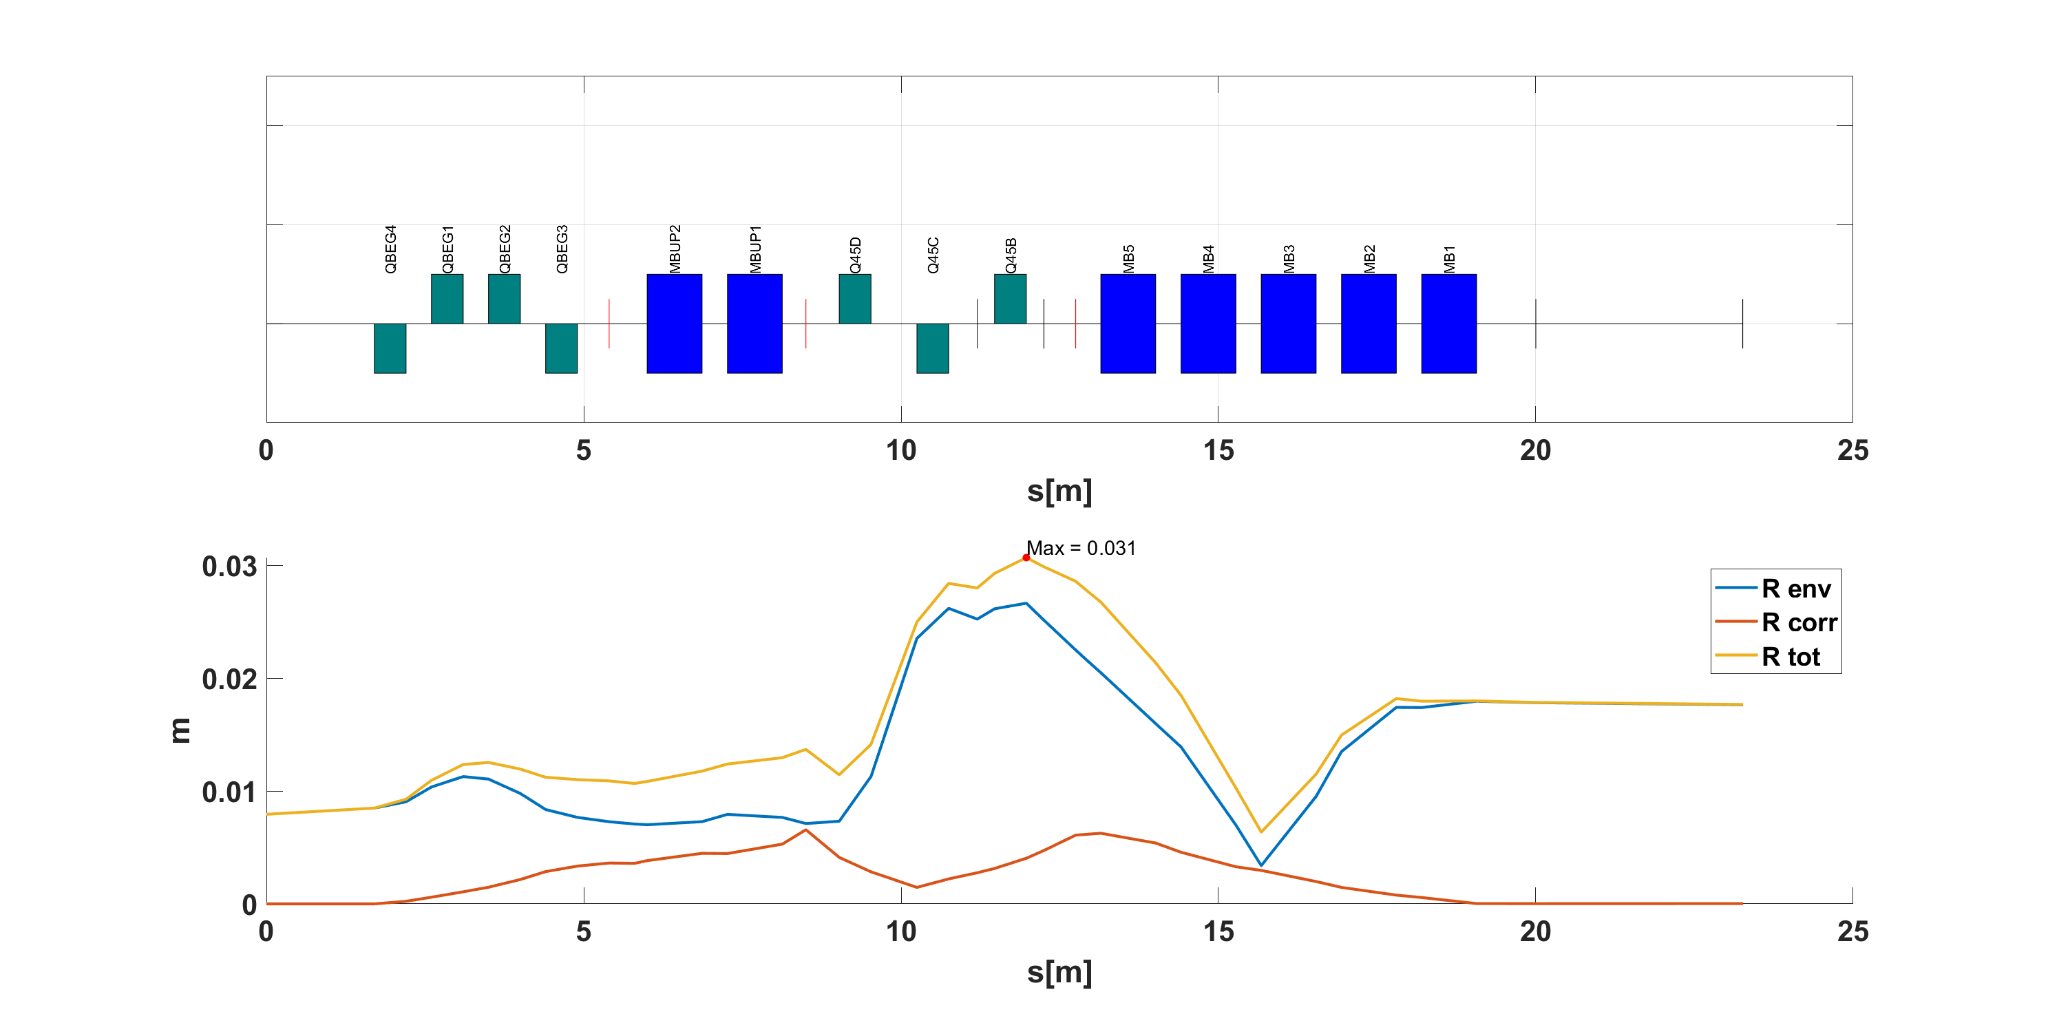 QBEG4 QBEG1 QBEG2 QBEG3 MBUP2 MBUP1 Q45D Q45C Q45B MB5 MB4 MB3 MB2 MB1
0 5 10 15 20 25
s[m]
Max = 0.031
0.03
0.02
0.01
0
m
R env
R corr
R tot
0 5 10 15 20 25
s[m]